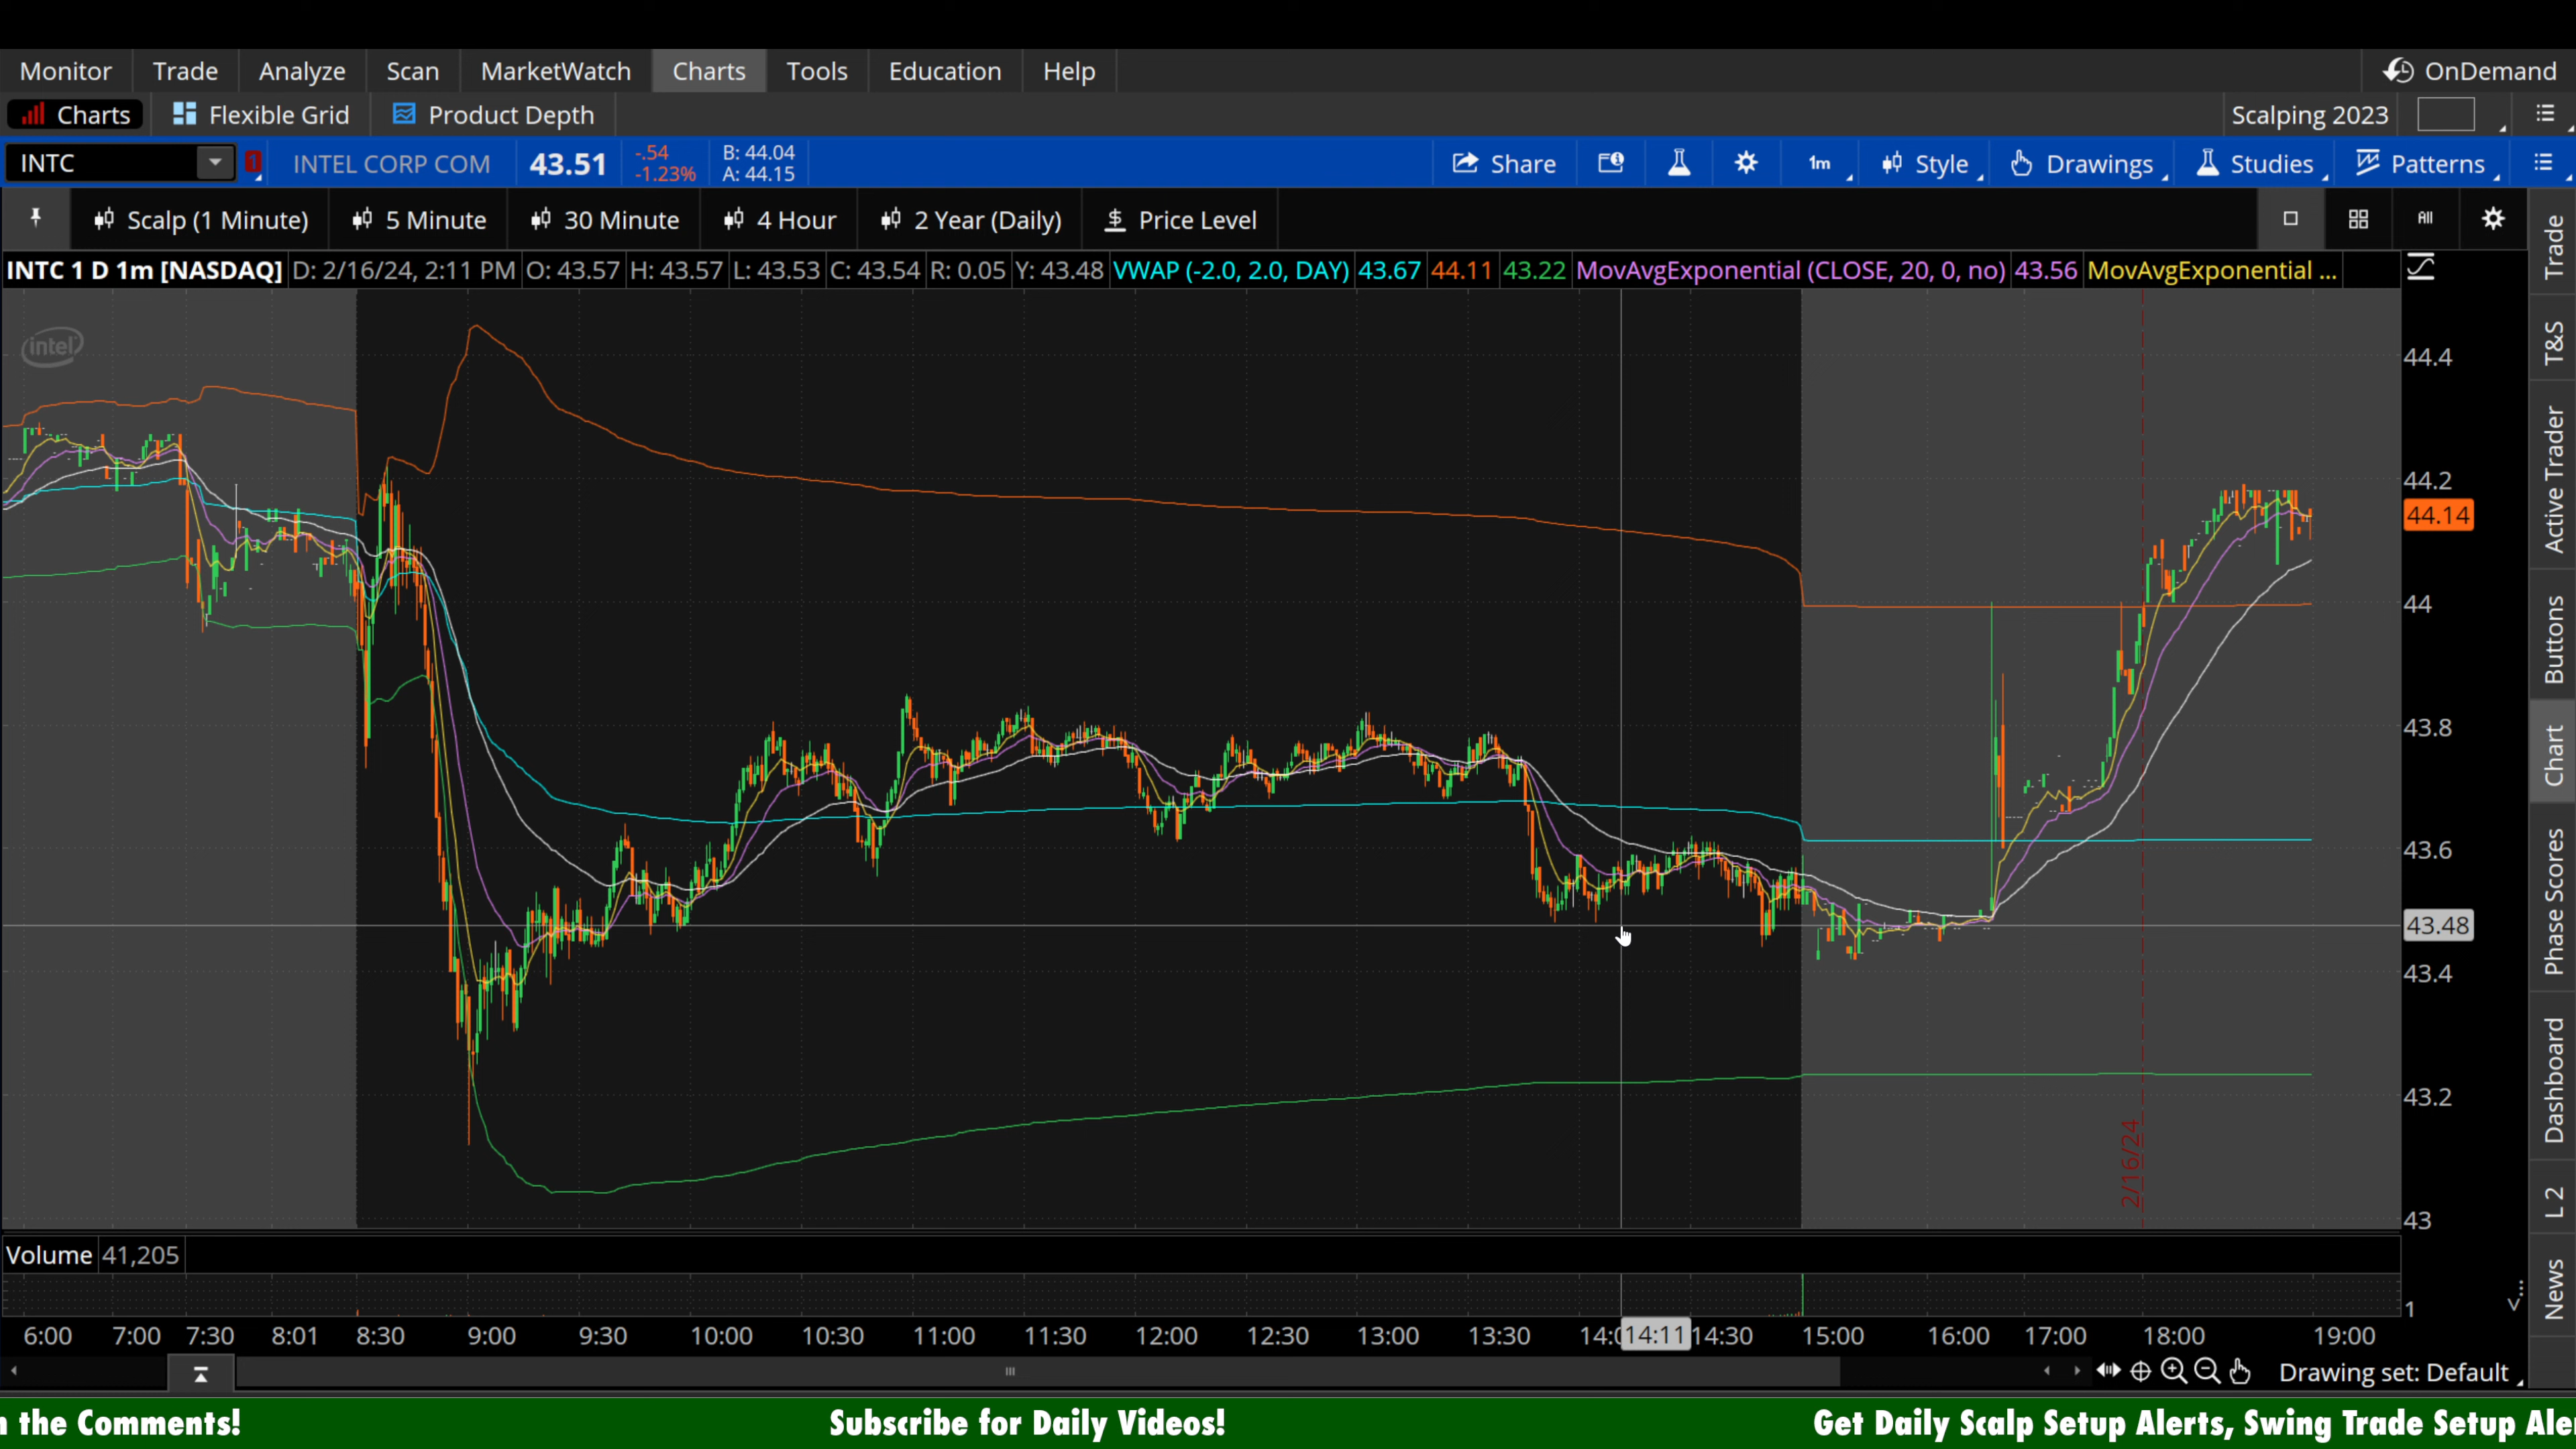 Monitor Trade Analyze Scan MarketWatch Charts Tools Education Help OnDemand
Charts Flexible Grid Product Depth Scalping 2023
INTC 1 INTEL CORP COM 43.51 -.54 -1.23% B: 44.04 A: 44.15 Share 1m Style Drawings Studies Patterns
Scalp (1 Minute) 5 Minute 30 Minute 4 Hour 2 Year (Daily) $ Price Level All
INTC 1 D 1m [NASDAQ] D: 2/16/24, 2:11 PM O: 43.57 H: 43.57 L: 43.53 C: 43.54 R: 0.05 Y: 43.48 VWAP (-2.0, 2.0, DAY) 43.67 44.11 43.22 MovAvgExponential (CLOSE, 20, 0, no) 43.56 MovAvgExponential ...
intel
44.4
44.2
44.14
44
43.8
43.6
43.48
43.4
43.2
43
2/16/24
Trade
T&S
Active Trader
Buttons
Chart
Phase Scores
Dashboard
L 2
News
Volume 41,205
1
6:00 7:00 7:30 8:01 8:30 9:00 9:30 10:00 10:30 11:00 11:30 12:00 12:30 13:00 13:30 14:0 14:11 14:30 15:00 16:00 17:00 18:00 19:00
Drawing set: Default
n the Comments! Subscribe for Daily Videos! Get Daily Scalp Setup Alerts, Swing Trade Setup Ale